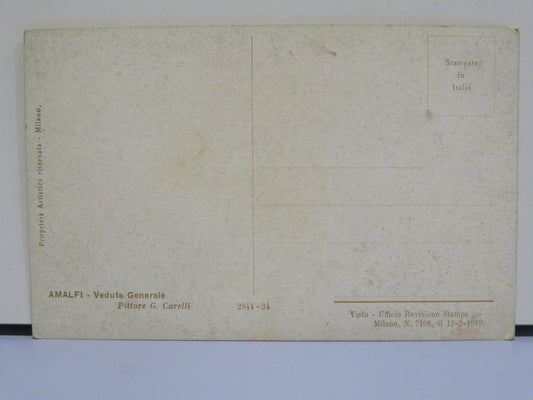 Proprietà Artistica riservata - Milano.
Stampata
in
Italia
AMALFI - Veduta Generale
Pittore G. Carelli
2844-34
Visto - Ufficio Revisione Stampa
Milano, N. 7108, il 12-2-1919.